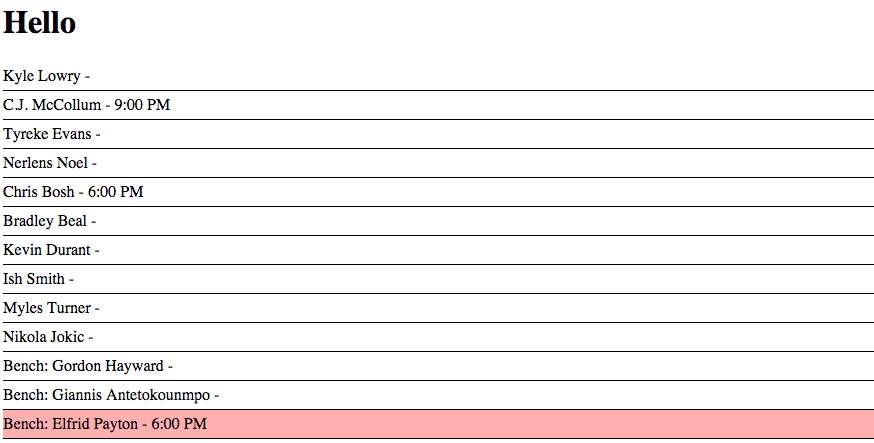 Hello
Kyle Lowry -
C.J. McCollum - 9:00 PM
Tyreke Evans -
Nerlens Noel -
Chris Bosh - 6:00 PM
Bradley Beal -
Kevin Durant -
Ish Smith -
Myles Turner -
Nikola Jokic -
Bench: Gordon Hayward -
Bench: Giannis Antetokounmpo -
Bench: Elfrid Payton - 6:00 PM